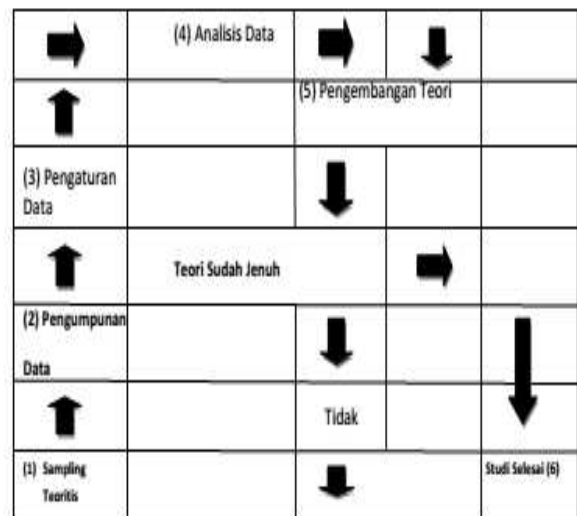 (4) Analisis Data
(5) Pengembangan Teori
(3) Pengaturan
Data
Teori Sudah Jenuh
(2) Pengumpunan
Data
Tidak
(1) Sampling
Teoritis
Studi Selesai (6)